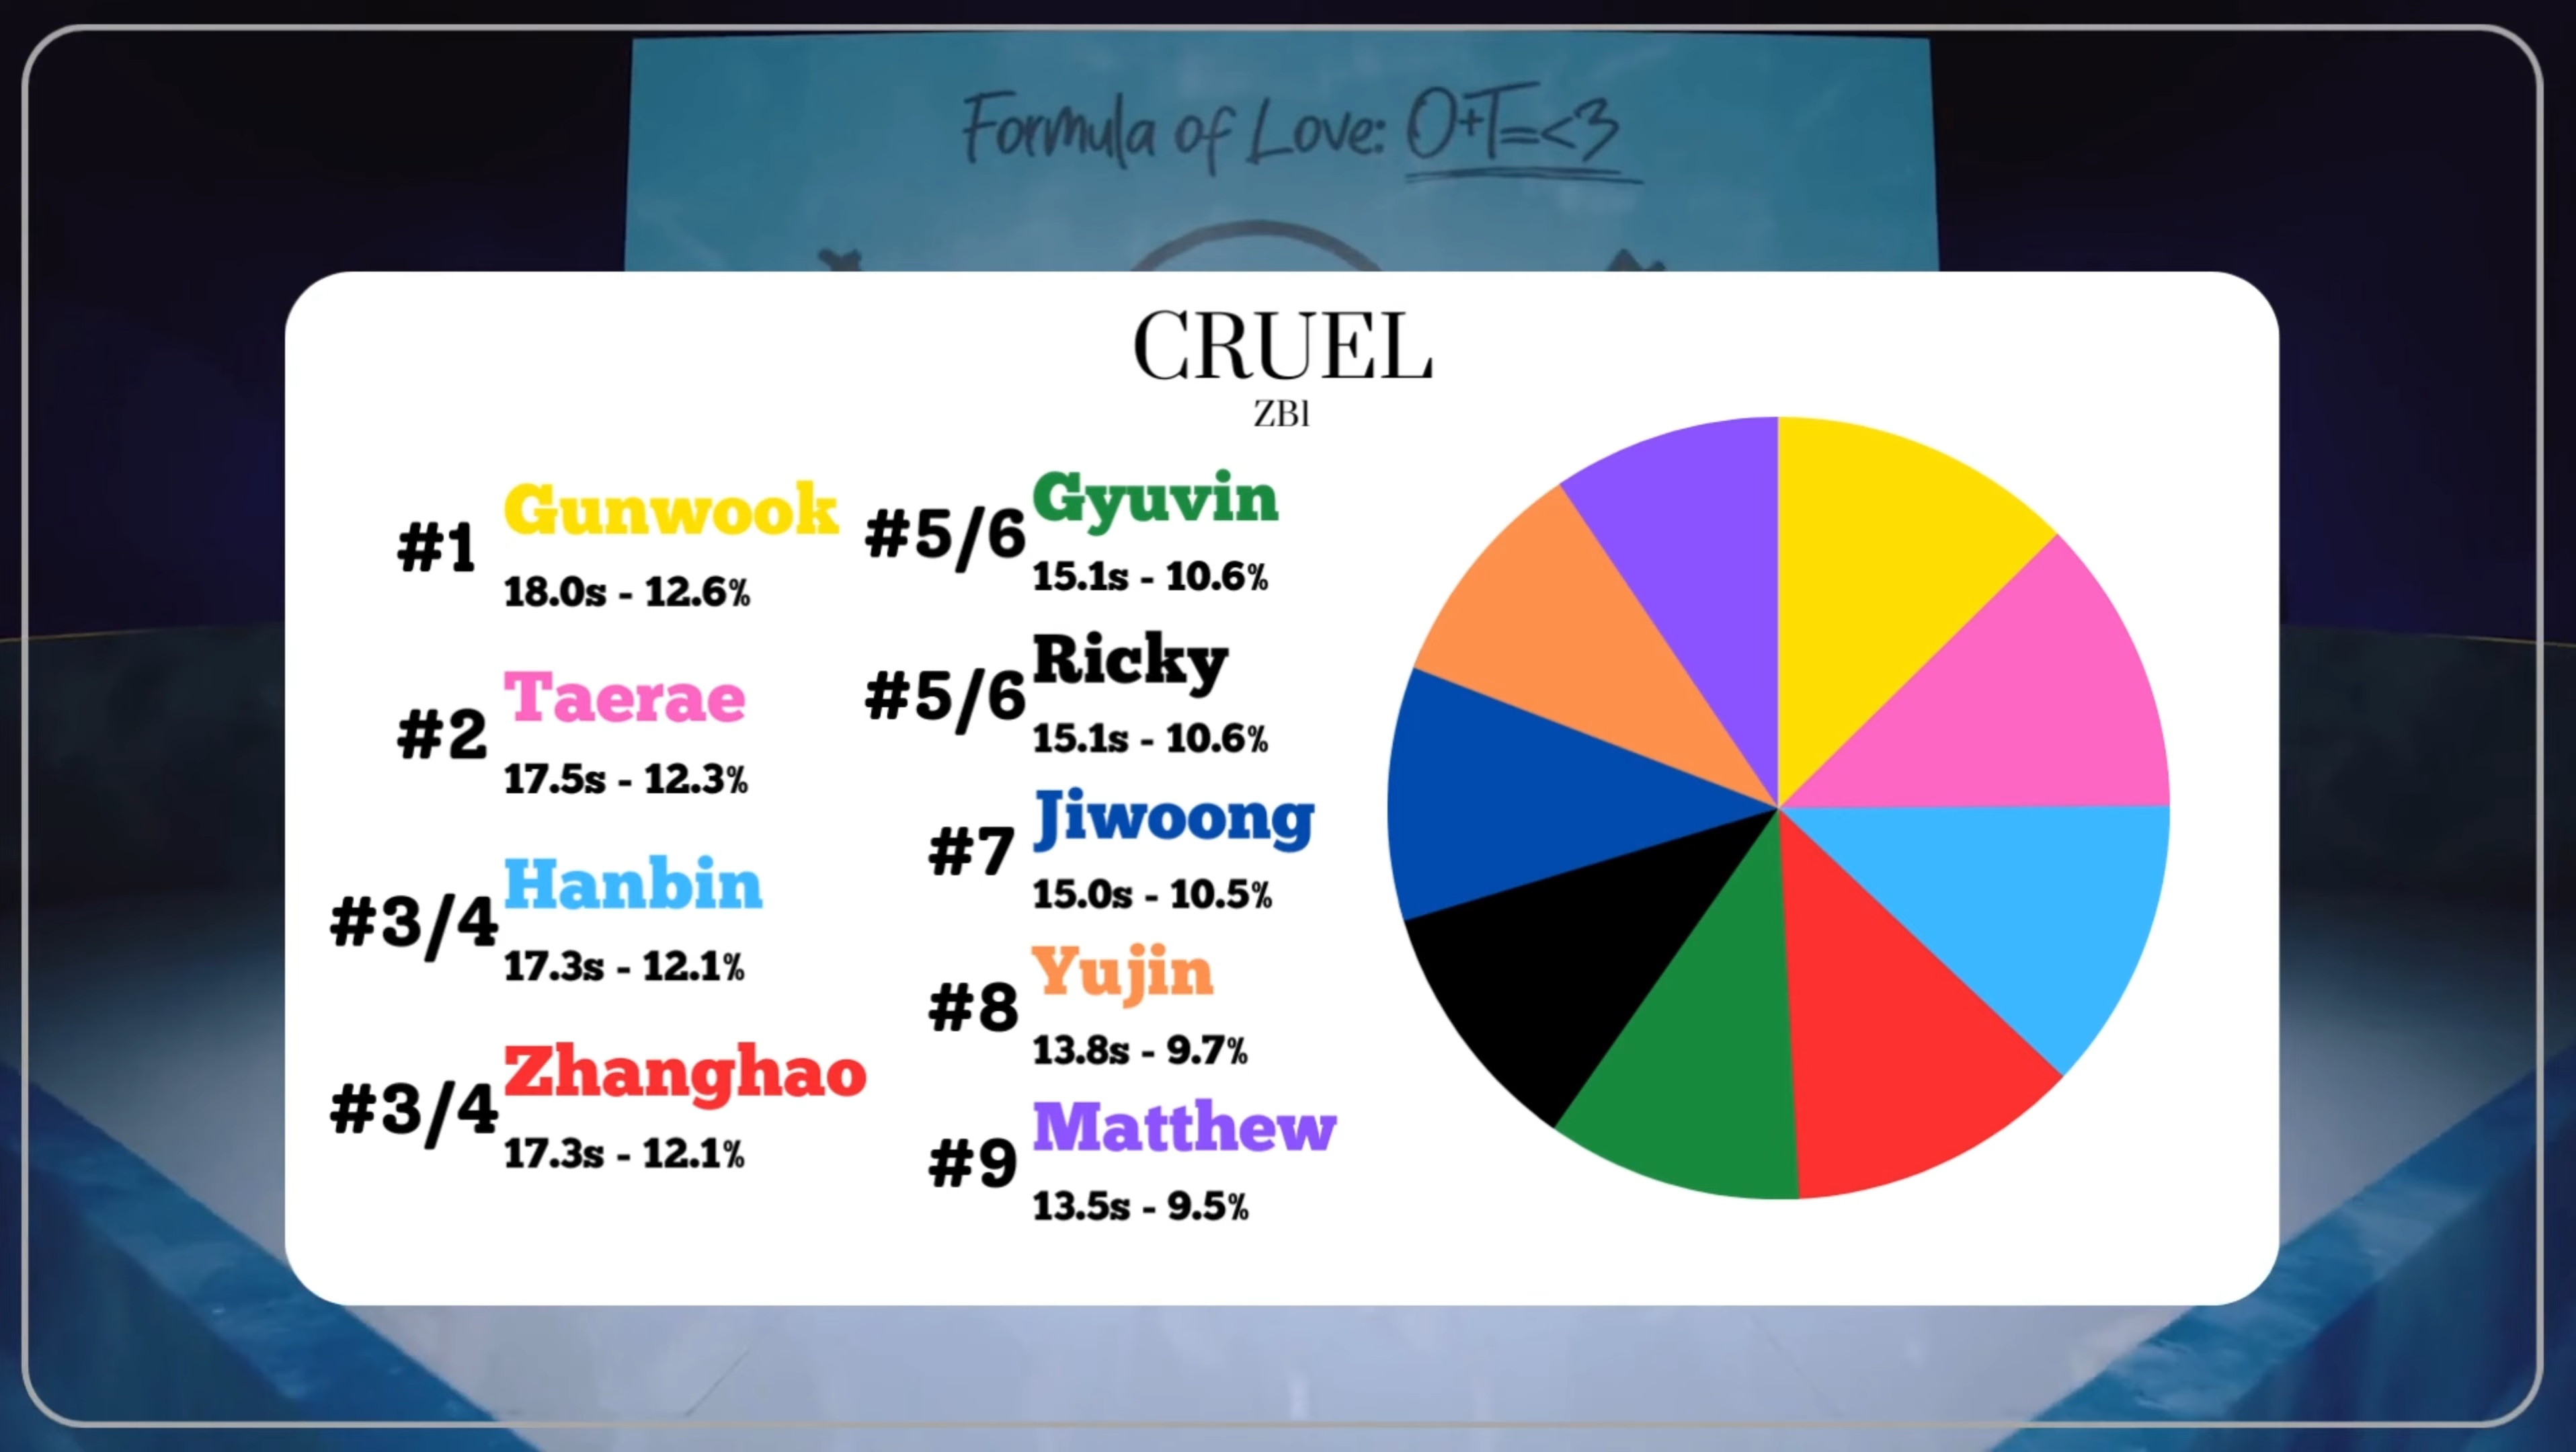 Formula of Love: O+T=<3
CRUEL
ZB1
#1
Gunwook
18.0s - 12.6%
#2
Taerae
17.5s - 12.3%
#3/4
Hanbin
17.3s - 12.1%
#3/4
Zhanghao
17.3s - 12.1%
#5/6
Gyuvin
15.1s - 10.6%
#5/6
Ricky
15.1s - 10.6%
#7
Jiwoong
15.0s - 10.5%
#8
Yujin
13.8s - 9.7%
#9
Matthew
13.5s - 9.5%